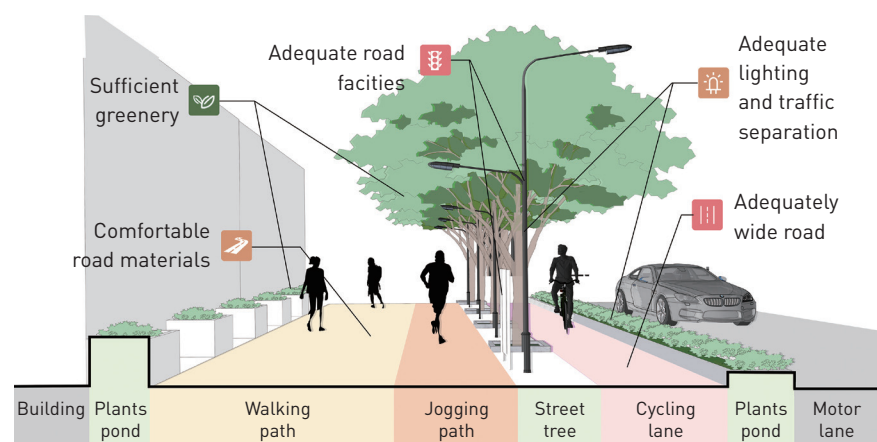 Sufficient
greenery
Adequate road
facities
Adequate
lighting
and traffic
separation
Comfortable
road materials
Adequately
wide road
Building
Plants
pond
Walking
path
Jogging
path
Street
tree
Cycling
lane
Plants
pond
Motor
lane